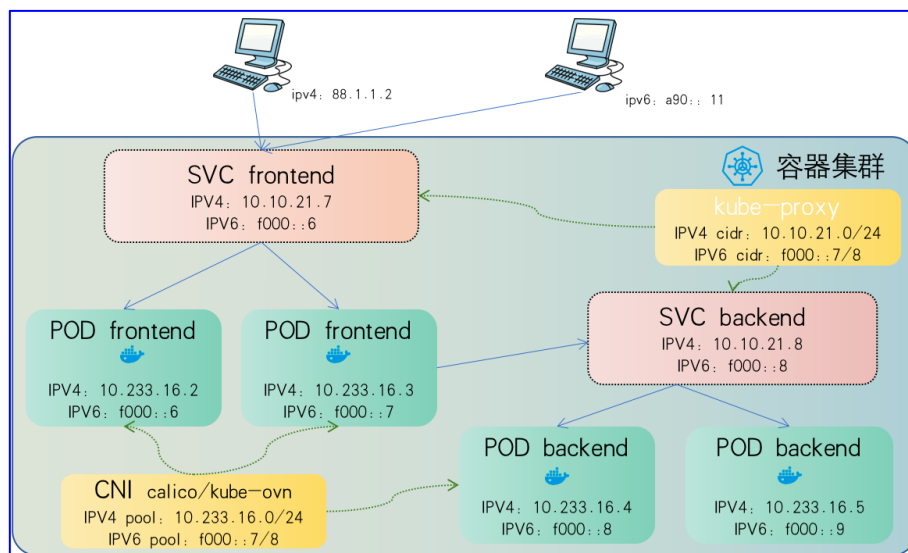 ipv4: 88.1.1.2
ipv6: a90:: 11
容器集群
SVC frontend
IPV4: 10.10.21.7
IPV6: f000::6
kube-proxy
IPV4 cidr: 10.10.21.0/24
IPV6 cidr: f000::7/8
POD frontend
IPV4: 10.233.16.2
IPV6: f000::6
POD frontend
IPV4: 10.233.16.3
IPV6: f000::7
SVC backend
IPV4: 10.10.21.8
IPV6: f000::8
POD backend
IPV4: 10.233.16.4
IPV6: f000::8
POD backend
IPV4: 10.233.16.5
IPV6: f000::9
CNI calico/kube-ovn
IPV4 pool: 10.233.16.0/24
IPV6 pool: f000::7/8